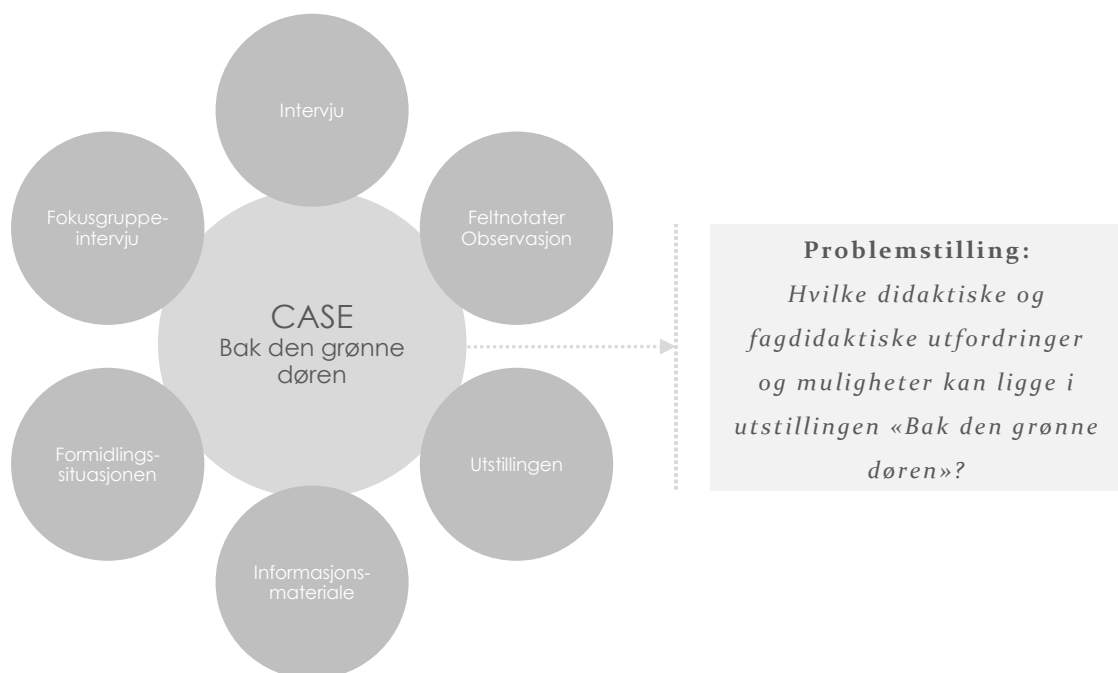 Intervju
Fokusgruppe-
intervju
Feltnotater
Observasjon
CASE
Bak den grønne
døren
Formidlings-
situasjonen
Utstillingen
Informasjons-
materiale
Problemstilling:
Hvilke didaktiske og
fagdidaktiske utfordringer
og muligheter kan ligge i
utstillingen «Bak den grønne
døren»?